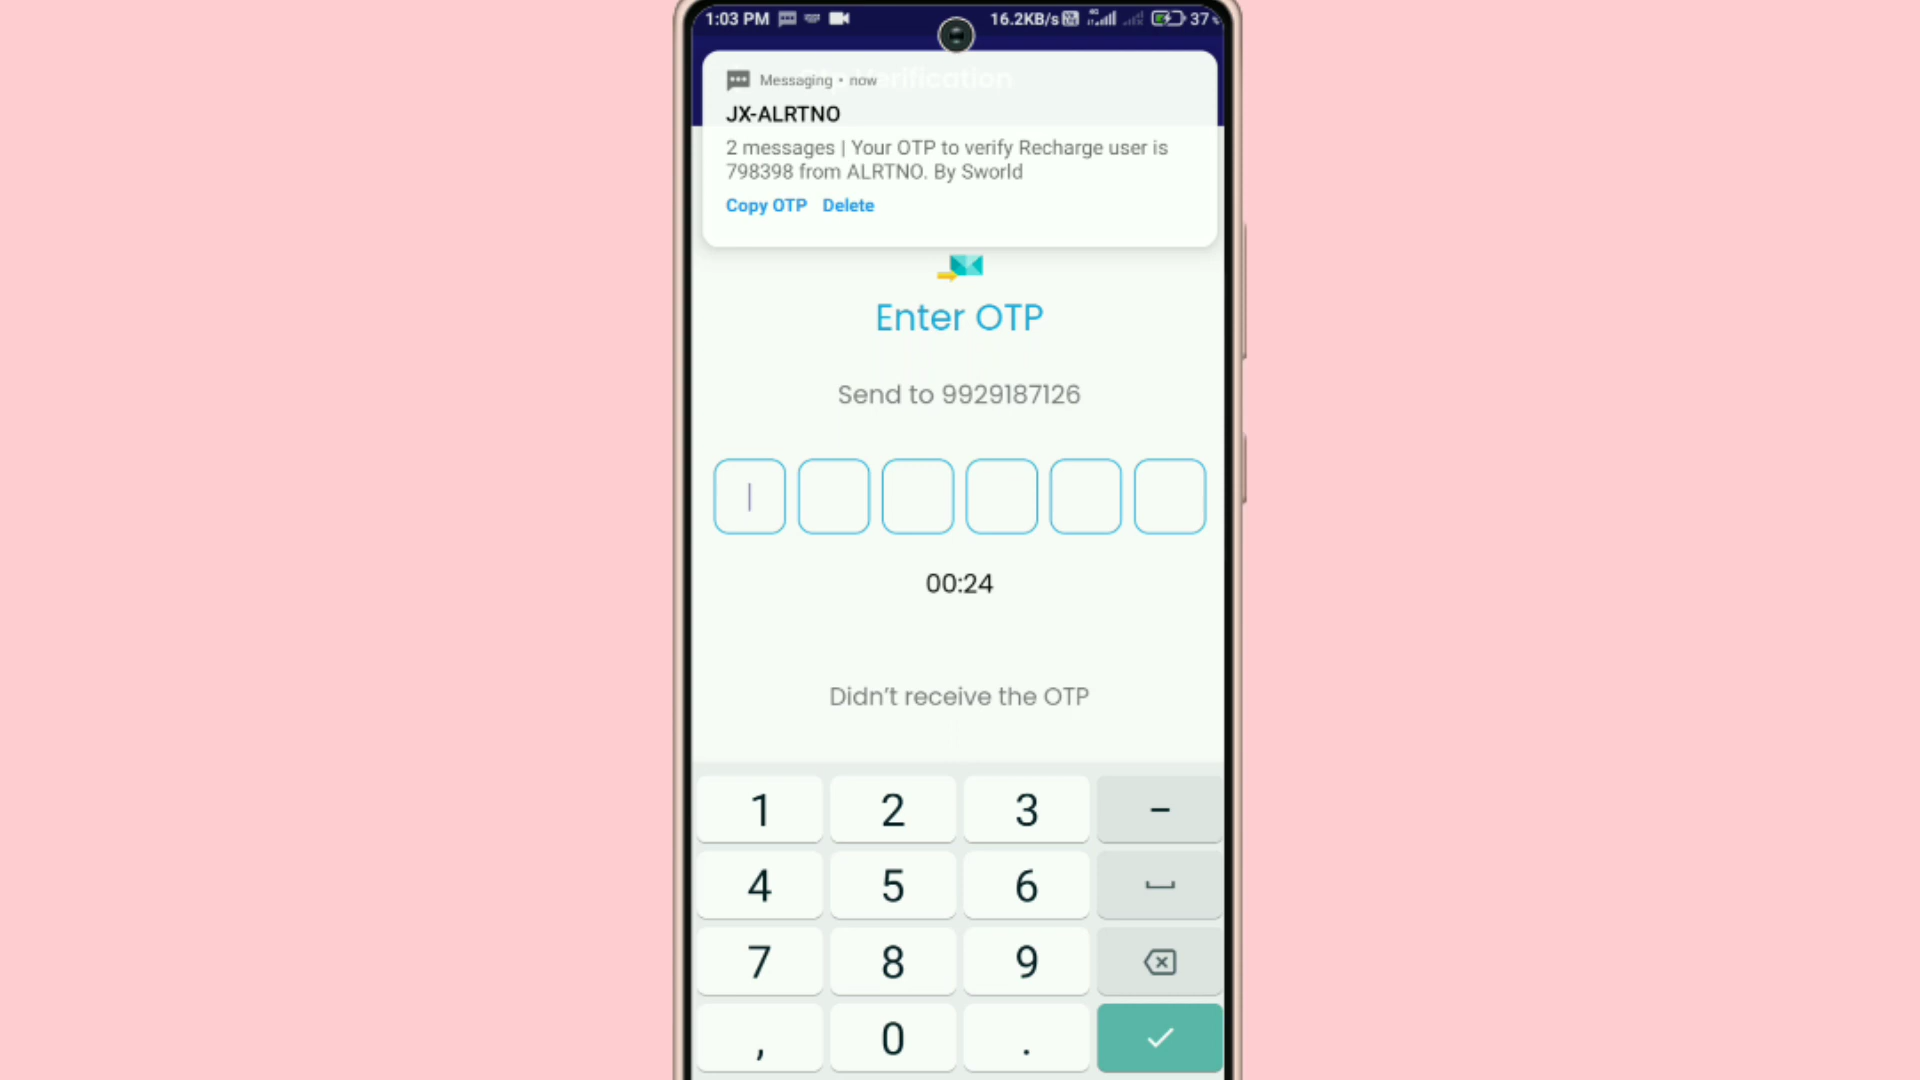 1:03 PM 16.2KB/s 4G 37
erification
Messaging • now
JX-ALRTNO
2 messages | Your OTP to verify Recharge user is
798398 from ALRTNO. By Sworld
Copy OTP Delete
Enter OTP
Send to 9929187126
00:24
Didn't receive the OTP
1 2 3 -
4 5 6
7 8 9
, 0 .